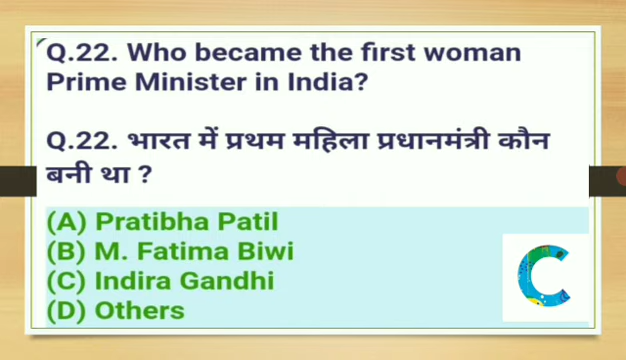 Q.22. Who became the first woman
Prime Minister in India?
Q.22. भारत में प्रथम महिला प्रधानमंत्री कौन
बनी था ?
(A) Pratibha Patil
(B) M. Fatima Biwi
(C) Indira Gandhi
(D) Others
C